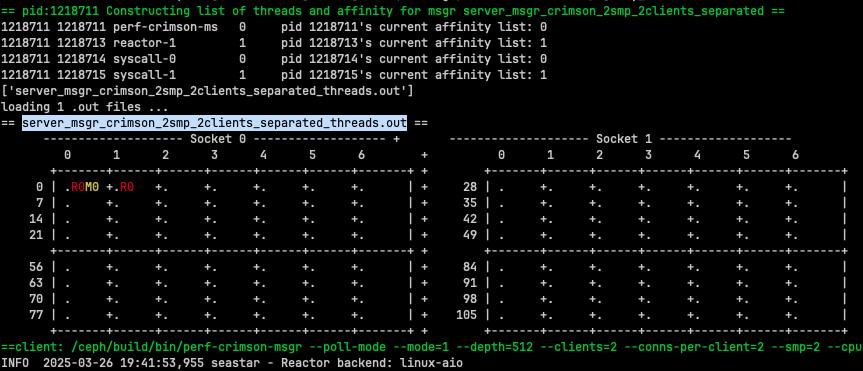 == pid:1218711 Constructing list of threads and affinity for msgr server_msgr_crimson_2smp_2clients_separated ==
1218711 1218711 perf-crimson-ms   0     pid 1218711's current affinity list: 0
1218711 1218713 reactor-1         1     pid 1218713's current affinity list: 1
1218711 1218714 syscall-0         0     pid 1218714's current affinity list: 0
1218711 1218715 syscall-1         1     pid 1218715's current affinity list: 1
['server_msgr_crimson_2smp_2clients_separated_threads.out']
loading 1 .out files ...
== server_msgr_crimson_2smp_2clients_separated_threads.out ==
------------------ Socket 0 ------------------ + ------------------- Socket 1 ------------------
0 1 2 3 4 5 6 + 0 1 2 3 4 5 6
+------+------+------+------+------+------+------+ + +------+------+------+------+------+------+------+
0 | .R0M0 +.R0 +. +. +. +. +. | + 28 | . +. +. +. +. +. +. |
7 | . +. +. +. +. +. +. | + 35 | . +. +. +. +. +. +. |
14 | . +. +. +. +. +. +. | + 42 | . +. +. +. +. +. +. |
21 | . +. +. +. +. +. +. | + 49 | . +. +. +. +. +. +. |
+------+------+------+------+------+------+------+ + +------+------+------+------+------+------+------+
56 | . +. +. +. +. +. +. | + 84 | . +. +. +. +. +. +. |
63 | . +. +. +. +. +. +. | + 91 | . +. +. +. +. +. +. |
70 | . +. +. +. +. +. +. | + 98 | . +. +. +. +. +. +. |
77 | . +. +. +. +. +. +. | + 105 | . +. +. +. +. +. +. |
+------+------+------+------+------+------+------+ + +------+------+------+------+------+------+------+
==client: /ceph/build/bin/perf-crimson-msgr --poll-mode --mode=1 --depth=512 --clients=2 --conns-per-client=2 --smp=2 --cpu
INFO  2025-03-26 19:41:53,955 seastar - Reactor backend: linux-aio